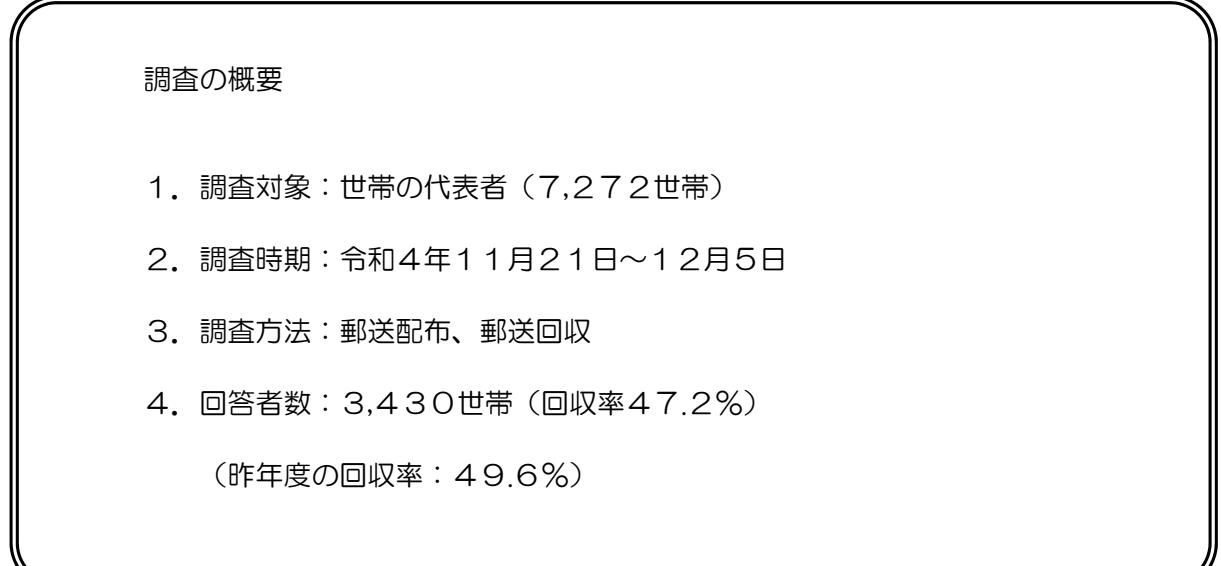 調査の概要
１．調査対象：世帯の代表者（７,２７２世帯）
２．調査時期：令和４年１１月２１日～１２月５日
３．調査方法：郵送配布、郵送回収
４．回答者数：３,４３０世帯（回収率４７.２％）
（昨年度の回収率：４９.６％）